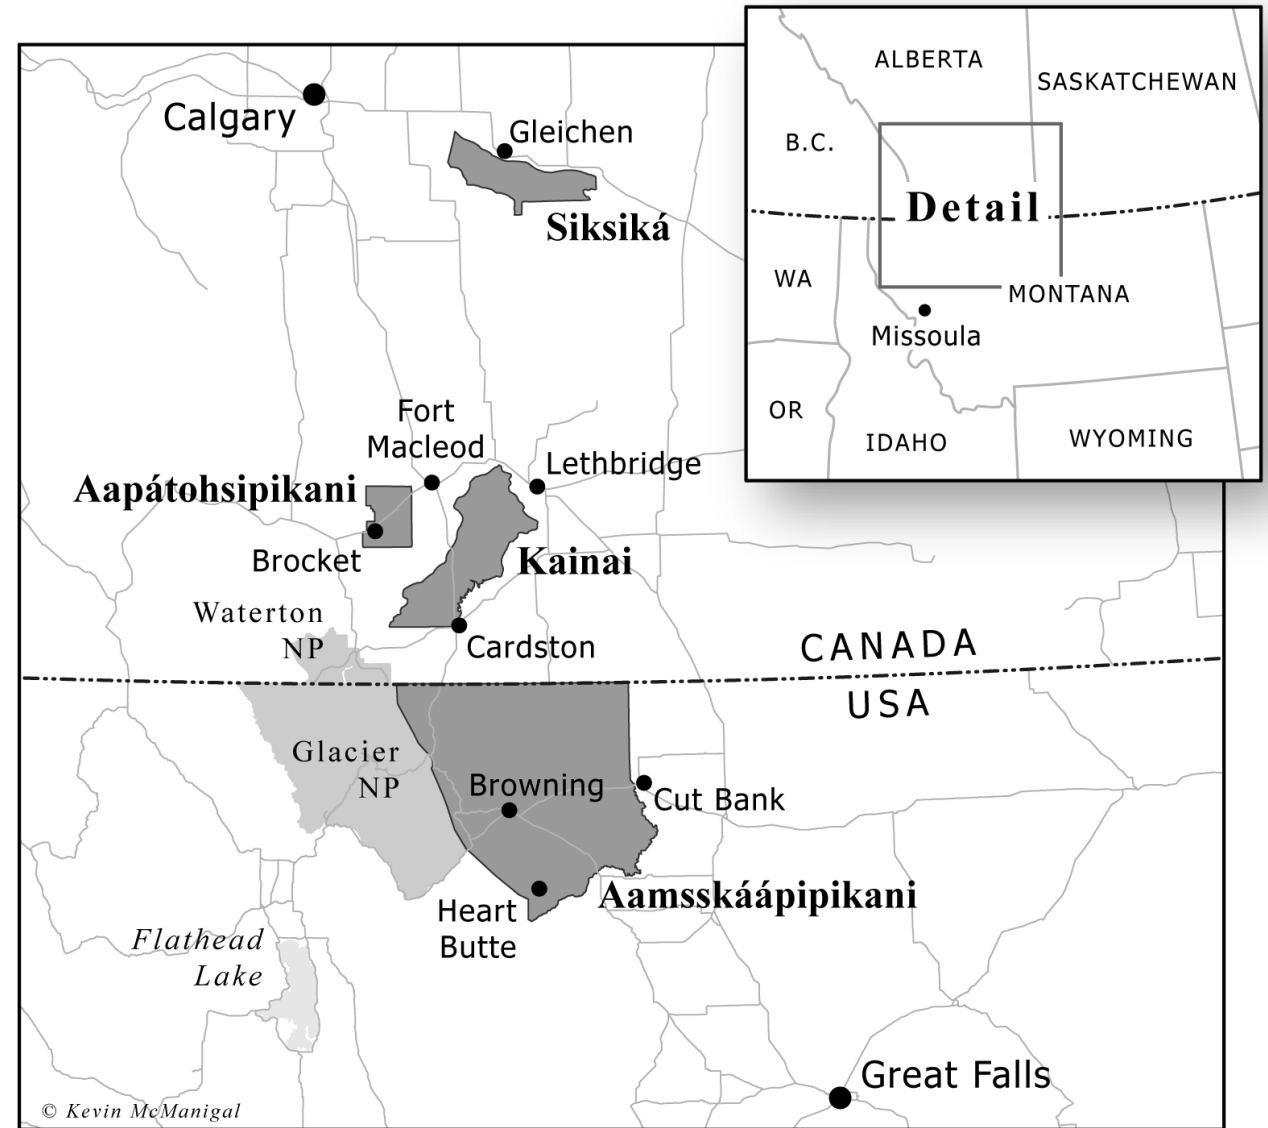 ALBERTA
SASKATCHEWAN
B.C.
Detail
WA
MONTANA
Missoula
OR
IDAHO
WYOMING
Calgary
Gleichen
Siksiká
Fort
Macleod
Lethbridge
Aapátohsipikani
Brocket
Kainai
Waterton
NP
Cardston
CANADA
USA
Glacier
NP
Browning
Cut Bank
Aamsskáápipikani
Heart
Butte
Flathead
Lake
Great Falls
© Kevin McManigal